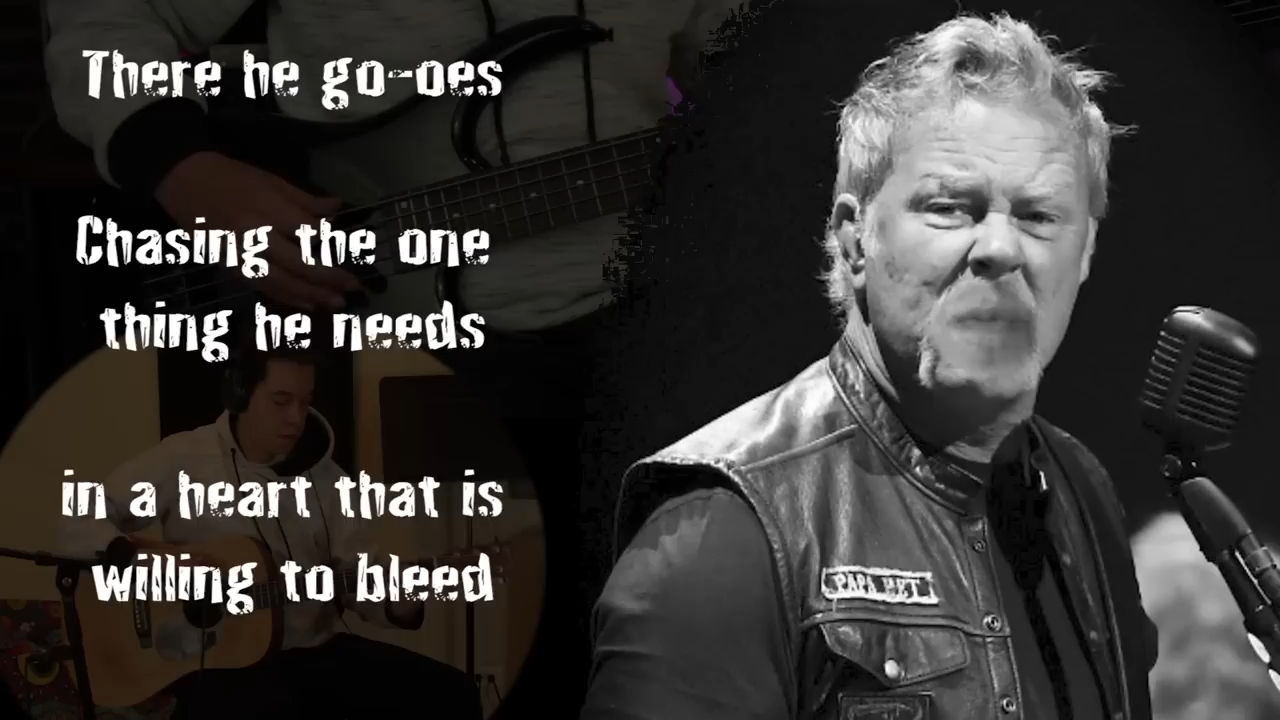 There he go-oes
Chasing the one
thing he needs
in a heart that is
willing to bleed
PAPA HET